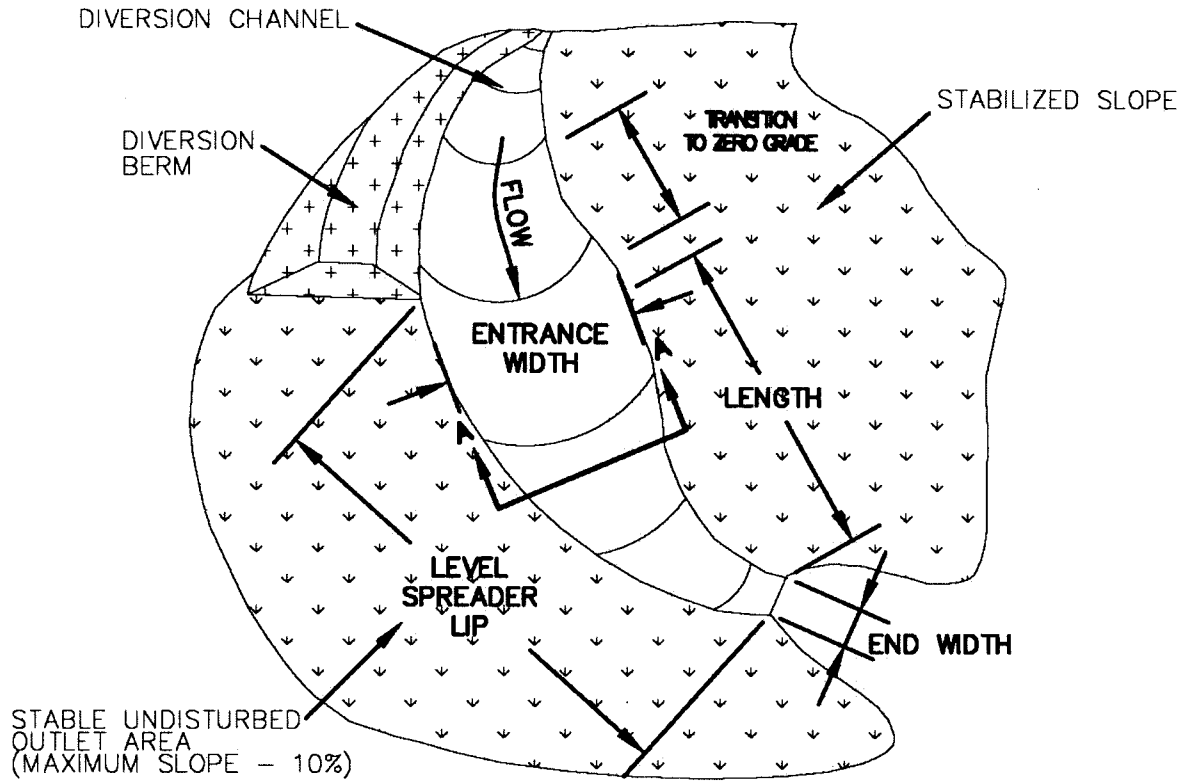 DIVERSION CHANNEL
STABILIZED SLOPE
TRANSITION
TO ZERO GRADE
DIVERSION
BERM
FLOW
ENTRANCE
WIDTH
A
A
LENGTH
LEVEL
SPREADER
LIP
END WIDTH
STABLE UNDISTURBED
OUTLET AREA
(MAXIMUM SLOPE – 10%)